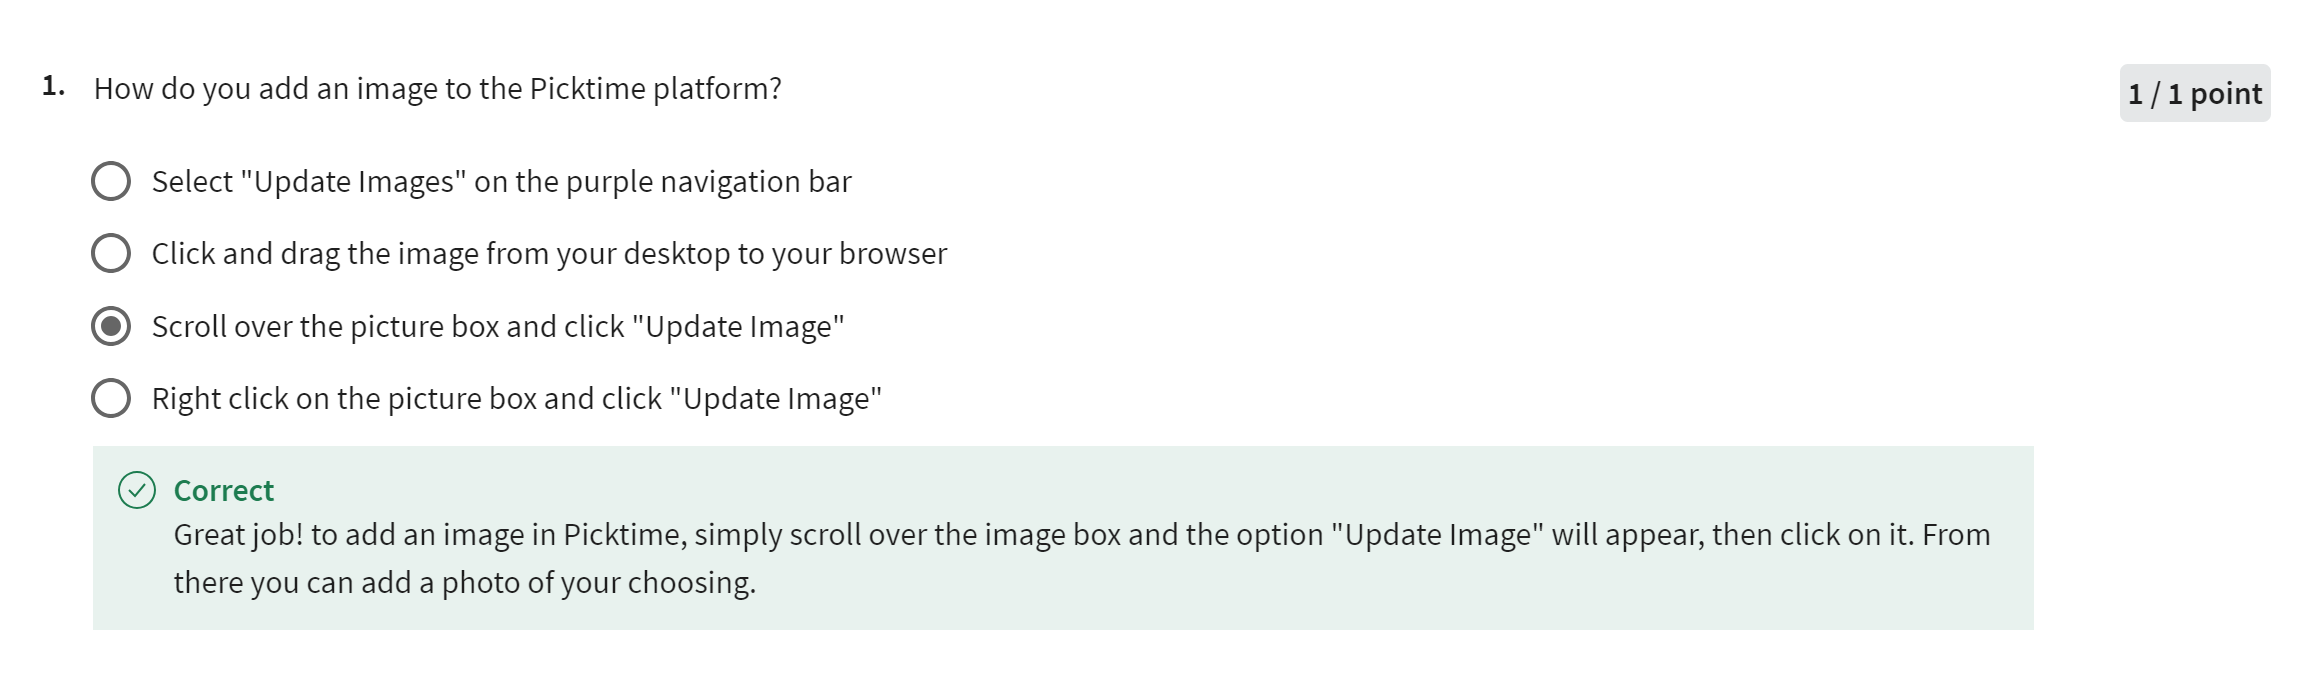 1. How do you add an image to the Picktime platform?
1 / 1 point
Select "Update Images" on the purple navigation bar
Click and drag the image from your desktop to your browser
Scroll over the picture box and click "Update Image"
Right click on the picture box and click "Update Image"
Correct
Great job! to add an image in Picktime, simply scroll over the image box and the option "Update Image" will appear, then click on it. From
there you can add a photo of your choosing.